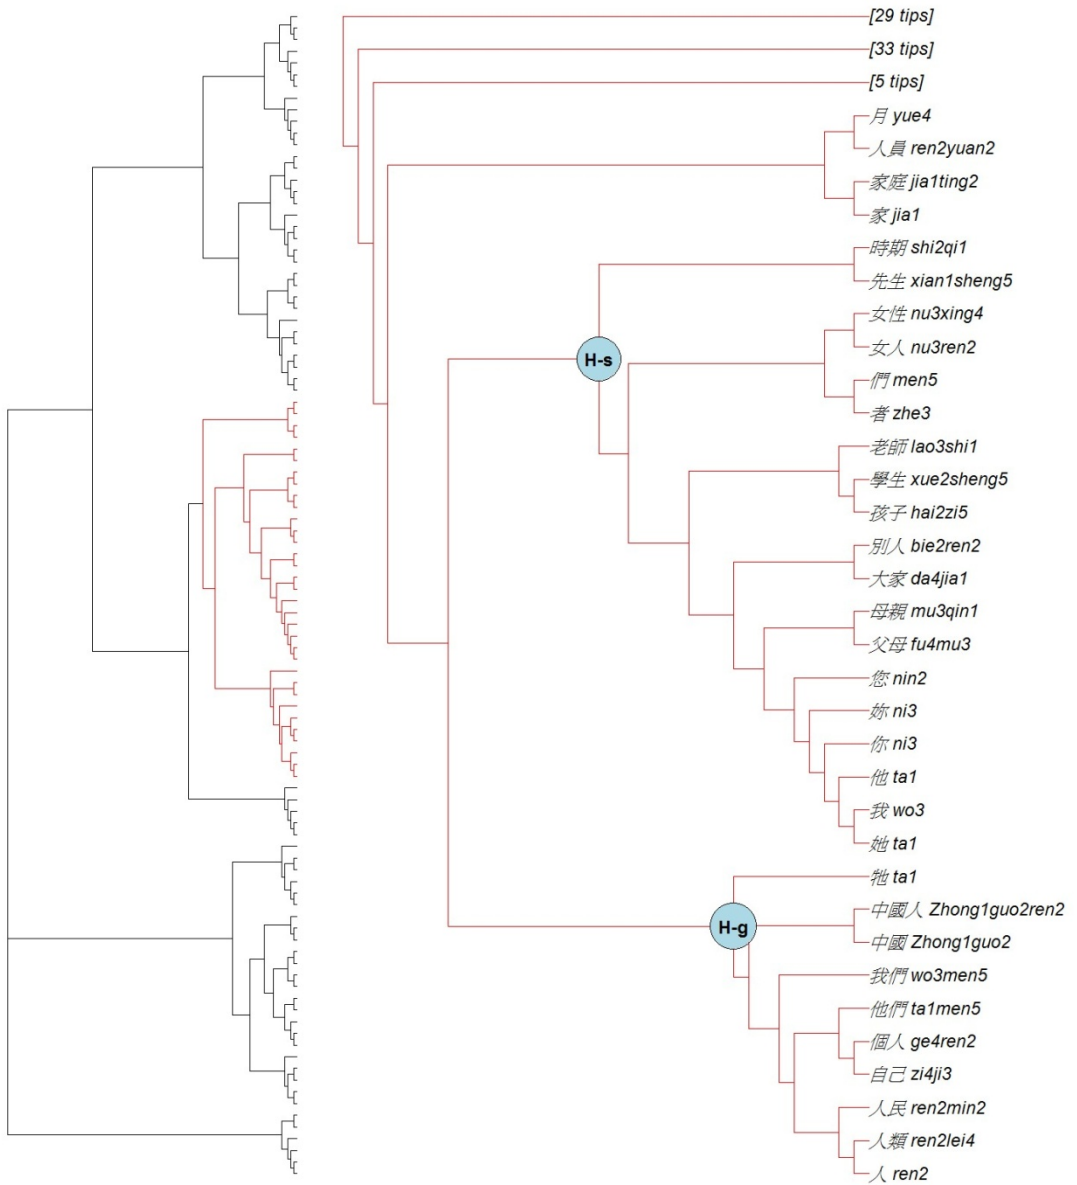 [29 tips]
[33 tips]
[5 tips]
月 yue4
人員 ren2yuan2
家庭 jia1ting2
家 jia1
時期 shi2qi1
先生 xian1sheng5
女性 nu3xing4
女人 nu3ren2
H-s
們 men5
者 zhe3
老師 lao3shi1
學生 xue2sheng5
孩子 hai2zi5
別人 bie2ren2
大家 da4jia1
母親 mu3qin1
父母 fu4mu3
您 nin2
妳 ni3
你 ni3
他 ta1
我 wo3
她 ta1
牠 ta1
中國人 Zhong1guo2ren2
H-g
中國 Zhong1guo2
我們 wo3men5
他們 ta1men5
個人 ge4ren2
自己 zi4ji3
人民 ren2min2
人類 ren2lei4
人 ren2